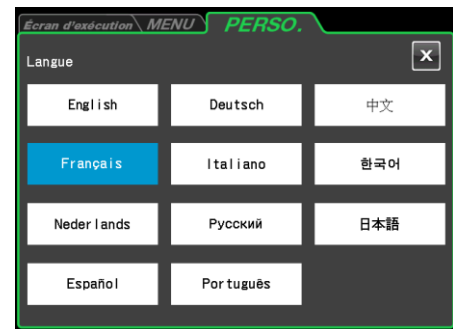 Écran d'exécution MENU PERSO.
Langue X
English Deutsch 中文
Français Italiano 한국어
Nederlands Русский 日本語
Español Português